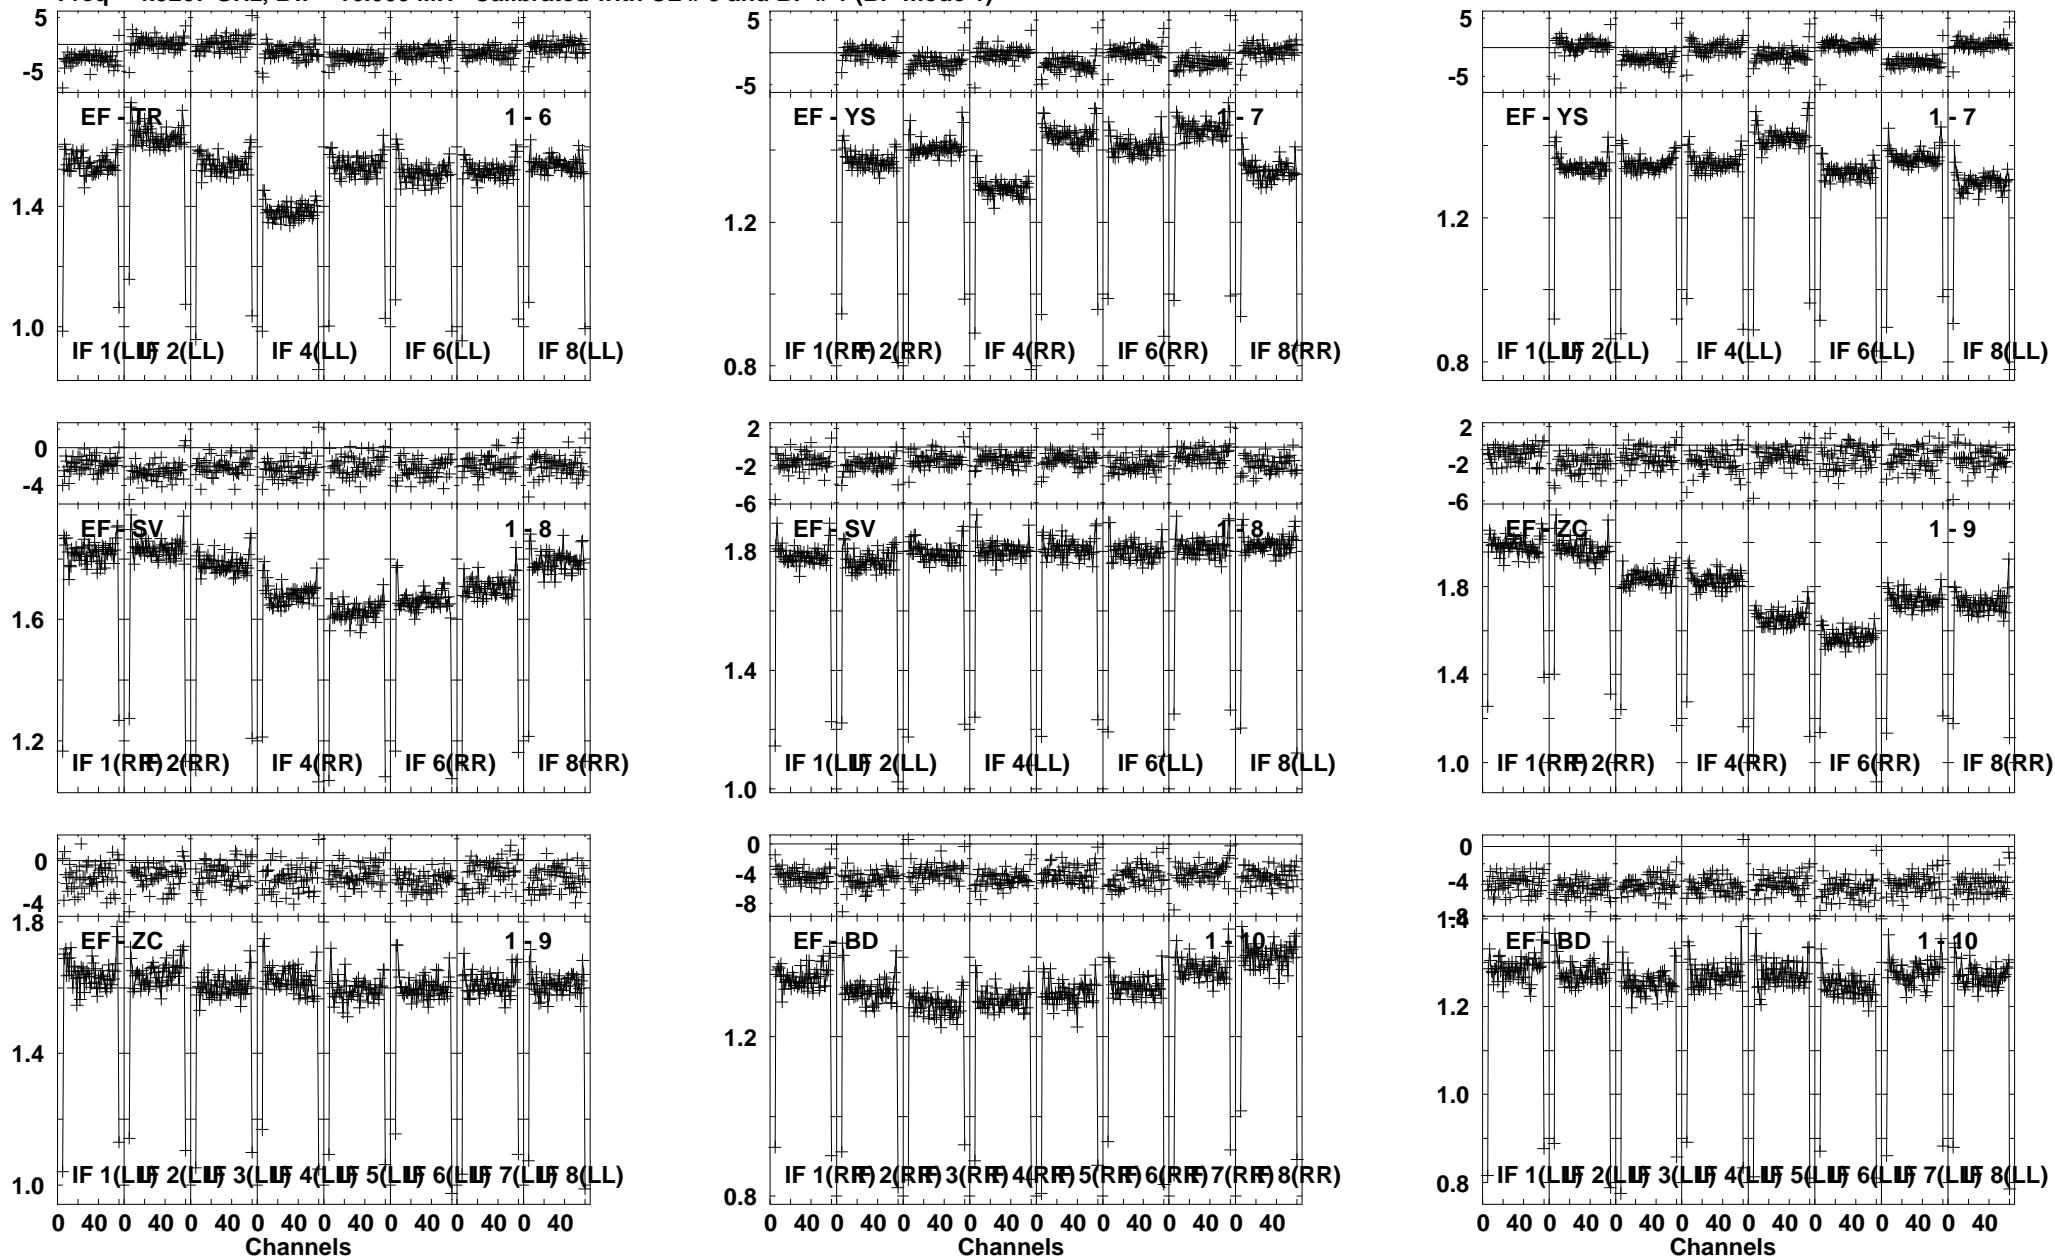 5
-5
EF - TR
1 - 6
1.4
1.0
IF 1(LL) IF 2(LL) IF 4(LL) IF 6(LL) IF 8(LL)
5
-5
EF - YS
1 - 7
1.2
0.8
IF 1(RR) IF 2(RR) IF 4(RR) IF 6(RR) IF 8(RR)
5
-5
EF - YS
1 - 7
1.2
0.8
IF 1(LL) IF 2(LL) IF 4(LL) IF 6(LL) IF 8(LL)
0
-4
EF - SV
1 - 8
1.6
1.2
IF 1(RR) IF 2(RR) IF 4(RR) IF 6(RR) IF 8(RR)
2
-2
-6
EF - SV
1 - 8
1.8
1.4
1.0
IF 1(LL) IF 2(LL) IF 4(LL) IF 6(LL) IF 8(LL)
2
-2
-6
EF - ZC
1 - 9
1.8
1.4
1.0
IF 1(RR) IF 2(RR) IF 4(RR) IF 6(RR) IF 8(RR)
0
-4
1.8
EF - ZC
1 - 9
1.4
1.0
IF 1(LL) IF 2(LL) IF 3(LL) IF 4(LL) IF 5(LL) IF 6(LL) IF 7(LL) IF 8(LL)
0 40 0 40 0 40 0 40 0 40 0 40 0 40 0 40
Channels
0
-4
-8
EF - BD
1 - 10
1.2
0.8
IF 1(RR) IF 2(RR) IF 3(RR) IF 4(RR) IF 5(RR) IF 6(RR) IF 7(RR) IF 8(RR)
0 40 0 40 0 40 0 40 0 40 0 40 0 40 0 40
Channels
0
-4
-8
1.4
EF - BD
1 - 10
1.2
1.0
0.8
IF 1(LL) IF 2(LL) IF 3(LL) IF 4(LL) IF 5(LL) IF 6(LL) IF 7(LL) IF 8(LL)
0 40 0 40 0 40 0 40 0 40 0 40 0 40 0 40
Channels